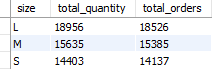 size total_quantity total_orders
L 18956 18526
M 15635 15385
S 14403 14137